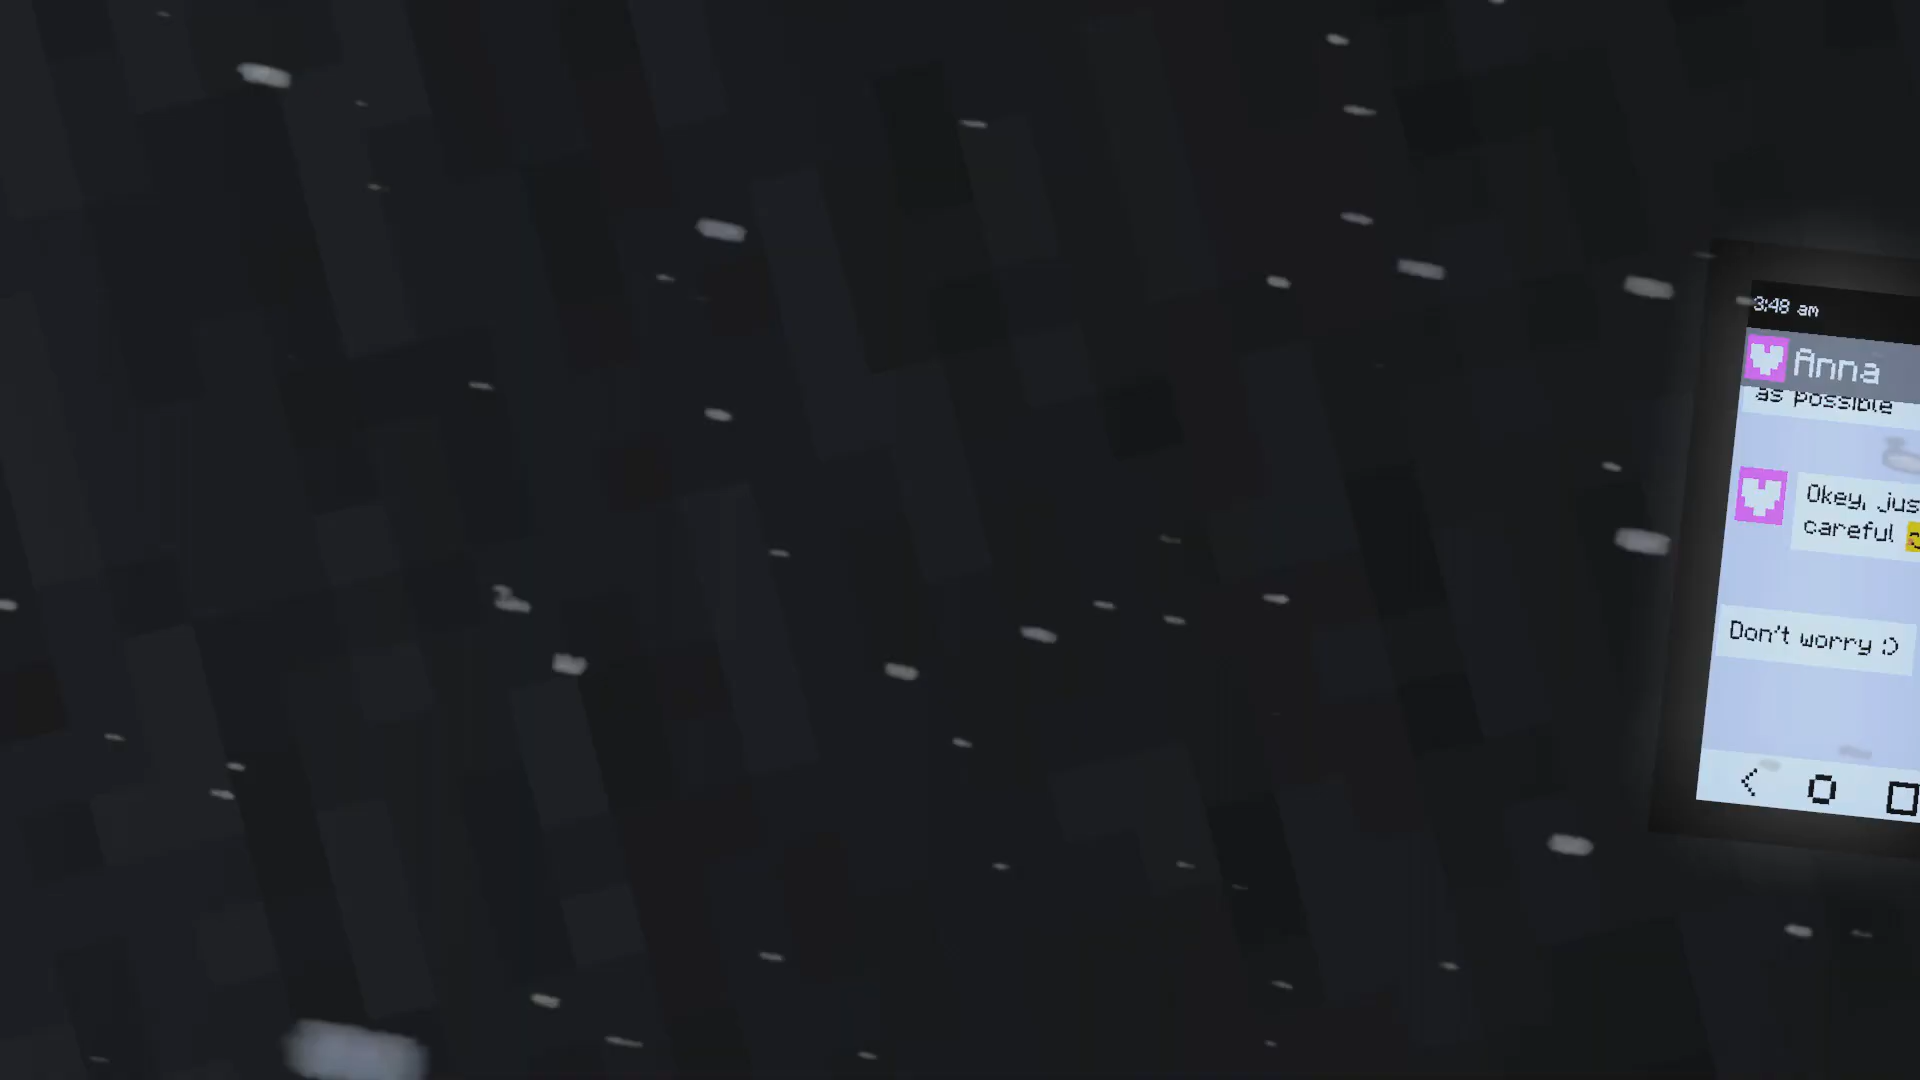 3:48 am
Anna
as possible
Okey, jus
careful
Don't worry :)